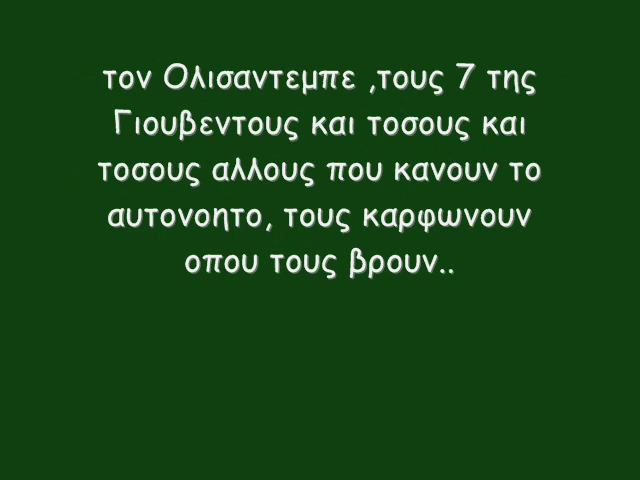 τον Ολισαντεμπε ,τους 7 της
Γιουβεντους και τοσους και
τοσους αλλους που κανουν το
αυτονοητο, τους καρφωνουν
οπου τους βρουν..